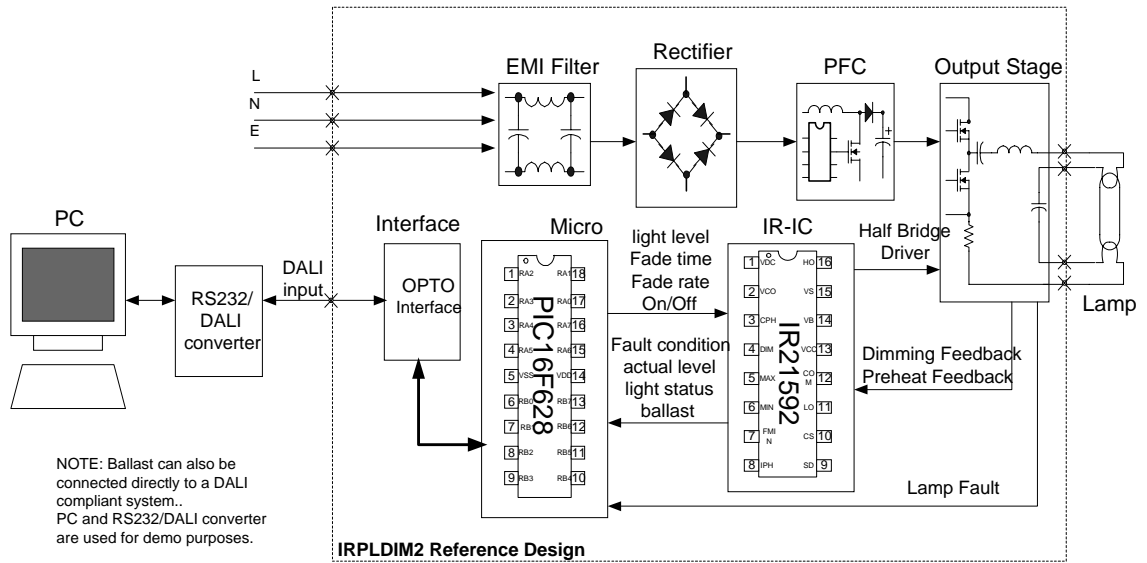 Rectifier
EMI Filter
PFC
Output Stage
L
N
E
+
PC
Interface
Micro
IR-IC
RS232/
DALI
converter
DALI
input
OPTO
Interface
PIC16F628
1 RA2
2 RA3
3 RA4
4 RA5
5 VSS
6 RB0
7 RB1
8 RB2
9 RB3
RA1 18
RA0 17
RA7 16
RA6 15
VDD 14
RB7 13
RB6 12
RB5 11
RB4 10
light level
Fade time
Fade rate
On/Off
Fault condition
actual level
light status
ballast
IR21592
1 VDC
2 VCO
3 CPH
4 DIM
5 MAX
6 MIN
7 FMI
N
8 IPH
HO 16
VS 15
VB 14
VCC 13
CO
M 12
LO 11
CS 10
SD 9
Half Bridge
Driver
Lamp
Dimming Feedback
Preheat Feedback
Lamp Fault
NOTE: Ballast can also be
connected directly to a DALI
compliant system..
PC and RS232/DALI converter
are used for demo purposes.
IRPLDIM2 Reference Design